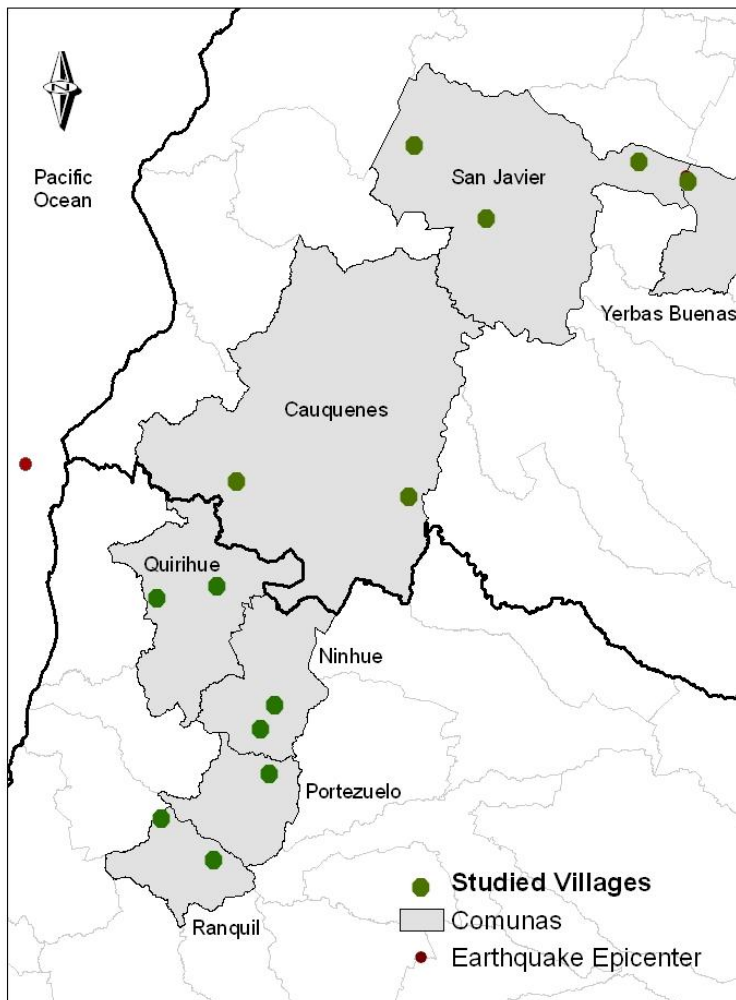 N
Pacific
Ocean
San Javier
Yerbas Buenas
Cauquenes
Quirihue
Ninhue
Portezuelo
Ranquil
Studied Villages
Comunas
Earthquake Epicenter